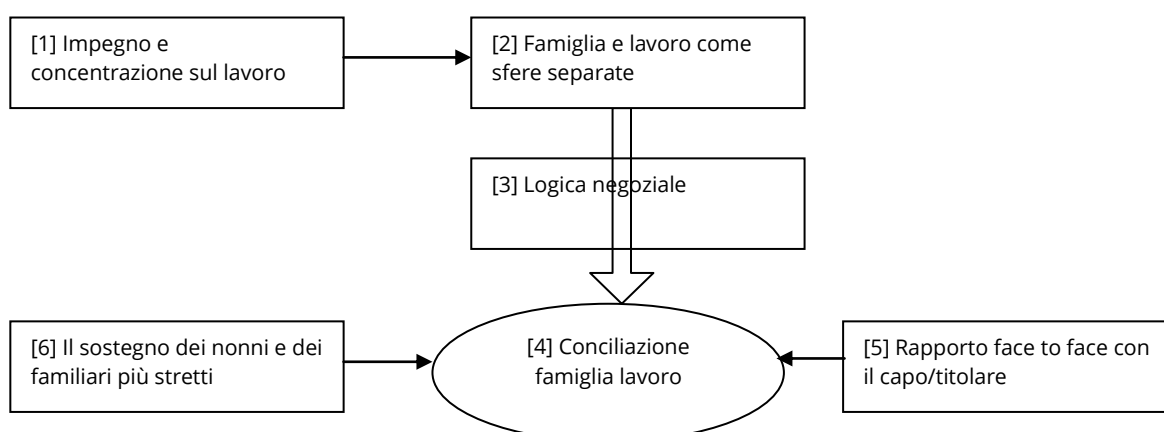 [1] Impegno e
concentrazione sul lavoro
[2] Famiglia e lavoro come
sfere separate
[3] Logica negoziale
[6] Il sostegno dei nonni e dei
familiari più stretti
[4] Conciliazione
famiglia lavoro
[5] Rapporto face to face con
il capo/titolare